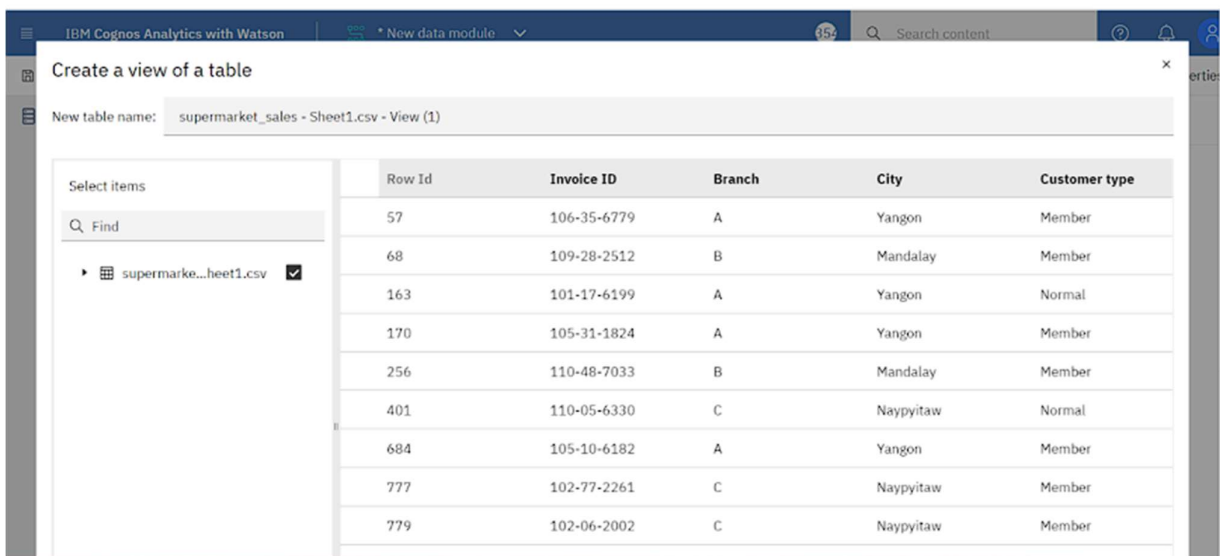 IBM Cognos Analytics with Watson * New data module 354 Search content
Create a view of a table
New table name: supermarket_sales - Sheet1.csv - View (1)
Select items
Find
supermarke...heet1.csv
Row Id Invoice ID Branch City Customer type
57 106-35-6779 A Yangon Member
68 109-28-2512 B Mandalay Member
163 101-17-6199 A Yangon Normal
170 105-31-1824 A Yangon Member
256 110-48-7033 B Mandalay Member
401 110-05-6330 C Naypyitaw Normal
684 105-10-6182 A Yangon Member
777 102-77-2261 C Naypyitaw Member
779 102-06-2002 C Naypyitaw Member